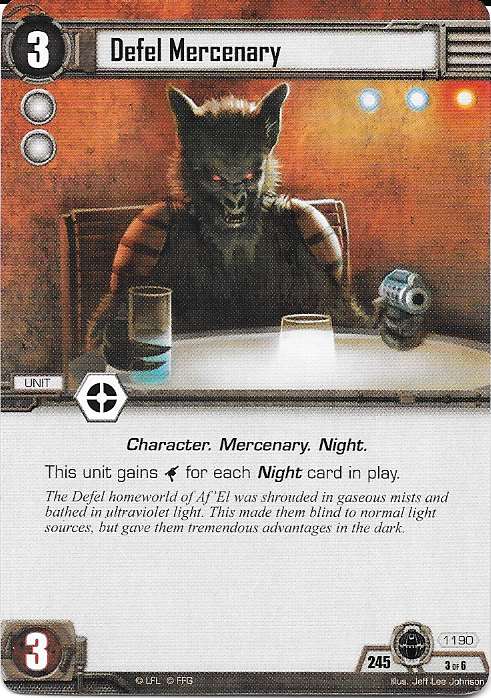 3
Defel Mercenary
UNIT
Character. Mercenary. Night.
This unit gains for each Night card in play.
The Defel homeworld of Af'El was shrouded in gaseous mists and
bathed in ultraviolet light. This made them blind to normal light
sources, but gave them tremendous advantages in the dark.
3
245
1190
3 OF 6
© LFL © FFG
Illus. Jeff Lee Johnson